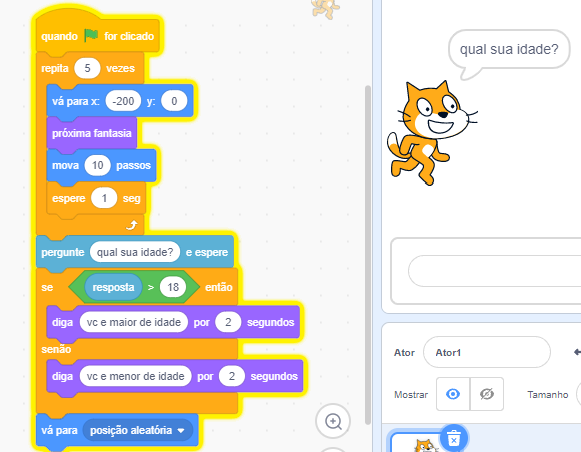 quando for clicado
repita 5 vezes
vá para x: -200 y: 0
próxima fantasia
mova 10 passos
espere 1 seg
pergunte qual sua idade? e espere
se resposta > 18 então
diga vc e maior de idade por 2 segundos
senão
diga vc e menor de idade por 2 segundos
vá para posição aleatória
qual sua idade?
Ator Ator1
Mostrar Tamanho